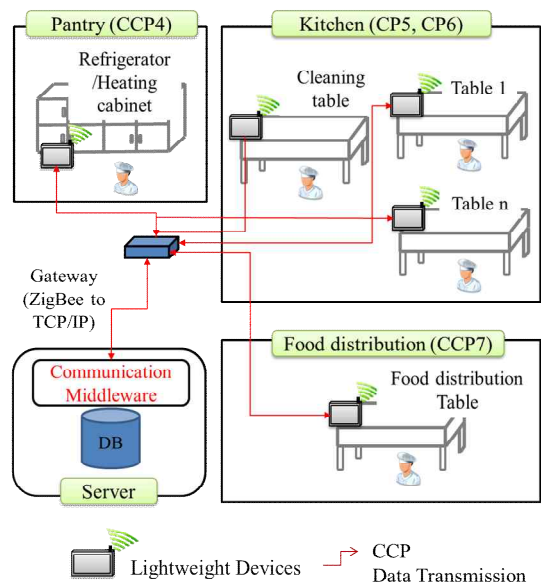 Pantry (CCP4)
Refrigerator
/Heating
cabinet
Kitchen (CP5, CP6)
Cleaning
table
Table 1
Table n
Gateway
(ZigBee to
TCP/IP)
Communication
Middleware
DB
Server
Food distribution (CCP7)
Food distribution
Table
Lightweight Devices
CCP
Data Transmission